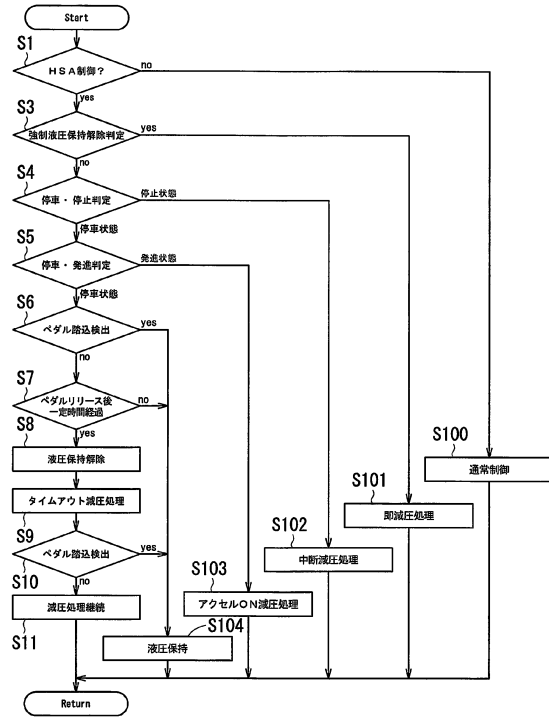 Start
S1
HSA制御?
no
yes
S3
強制液圧保持解除判定
yes
no
S4
停車・停止判定
停止状態
停車状態
S5
停車・発進判定
発進状態
停車状態
S6
ペダル踏込検出
yes
no
S7
ペダルリリース後
一定時間経過
no
yes
S8
液圧保持解除
タイムアウト減圧処理
S9
ペダル踏込検出
yes
S10
no
減圧処理継続
S11
S100
通常制御
S101
即減圧処理
S102
中断減圧処理
S103
アクセルON減圧処理
S104
液圧保持
Return